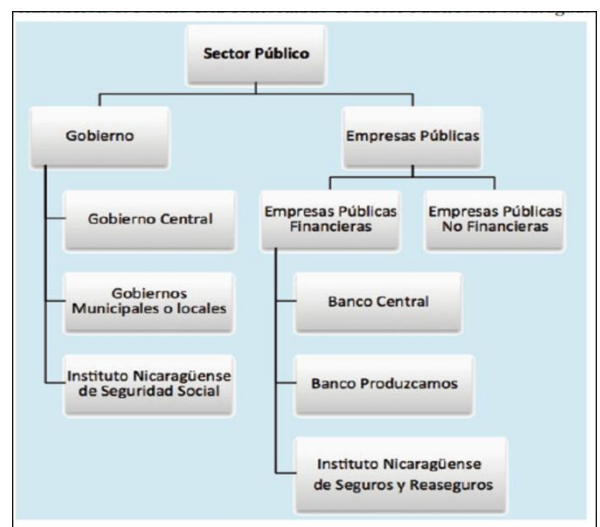 Sector Público
Gobierno
Empresas Públicas
Gobierno Central
Empresas Públicas
Financieras
Empresas Públicas
No Financieras
Gobiernos
Municipales o locales
Banco Central
Instituto Nicaragüense
de Seguridad Social
Banco Produzcamos
Instituto Nicaragüense
de Seguros y Reaseguros